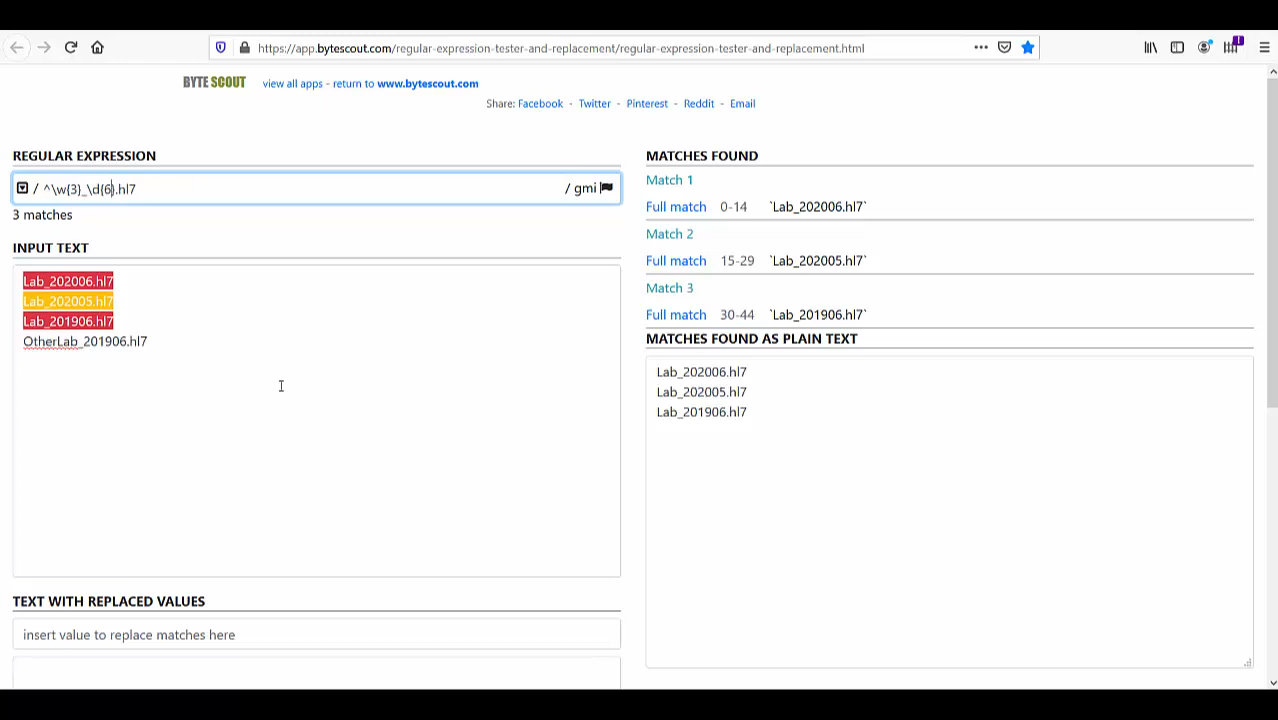 https://app.bytescout.com/regular-expression-tester-and-replacement/regular-expression-tester-and-replacement.html
BYTE SCOUT view all apps - return to www.bytescout.com
Share: Facebook - Twitter - Pinterest - Reddit - Email
REGULAR EXPRESSION
/ ^\w{3}_\d{6}.hl7 / gmi
3 matches
INPUT TEXT
Lab_202006.hl7
Lab_202005.hl7
Lab_201906.hl7
OtherLab_201906.hl7
TEXT WITH REPLACED VALUES
insert value to replace matches here
MATCHES FOUND
Match 1
Full match 0-14 `Lab_202006.hl7`
Match 2
Full match 15-29 `Lab_202005.hl7`
Match 3
Full match 30-44 `Lab_201906.hl7`
MATCHES FOUND AS PLAIN TEXT
Lab_202006.hl7
Lab_202005.hl7
Lab_201906.hl7